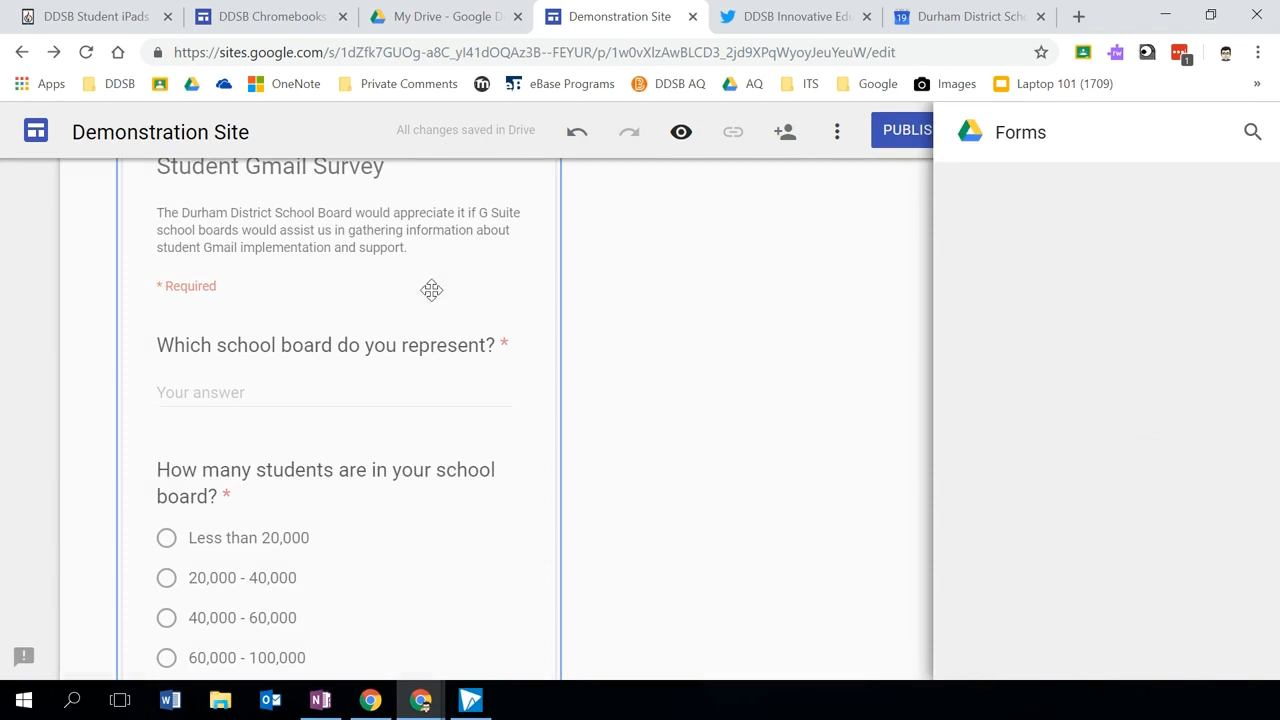 DDSB Student iPads
DDSB Chromebooks
My Drive - Google D
Demonstration Site
DDSB Innovative Edu
Durham District Scho
https://sites.google.com/s/1dZfk7GUOg-a8C_yl41dOQAz3B--FEYUR/p/1w0vXlzAwBLCD3_2jd9XPqWyoyJeuYeuW/edit
1
Apps
DDSB
OneNote
Private Comments
eBase Programs
DDSB AQ
AQ
ITS
Google
Images
Laptop 101 (1709)
»
Demonstration Site
All changes saved in Drive
PUBLIS
Forms
Student Gmail Survey
The Durham District School Board would appreciate it if G Suite
school boards would assist us in gathering information about
student Gmail implementation and support.
* Required
Which school board do you represent? *
Your answer
How many students are in your school
board? *
Less than 20,000
20,000 - 40,000
40,000 - 60,000
60,000 - 100,000